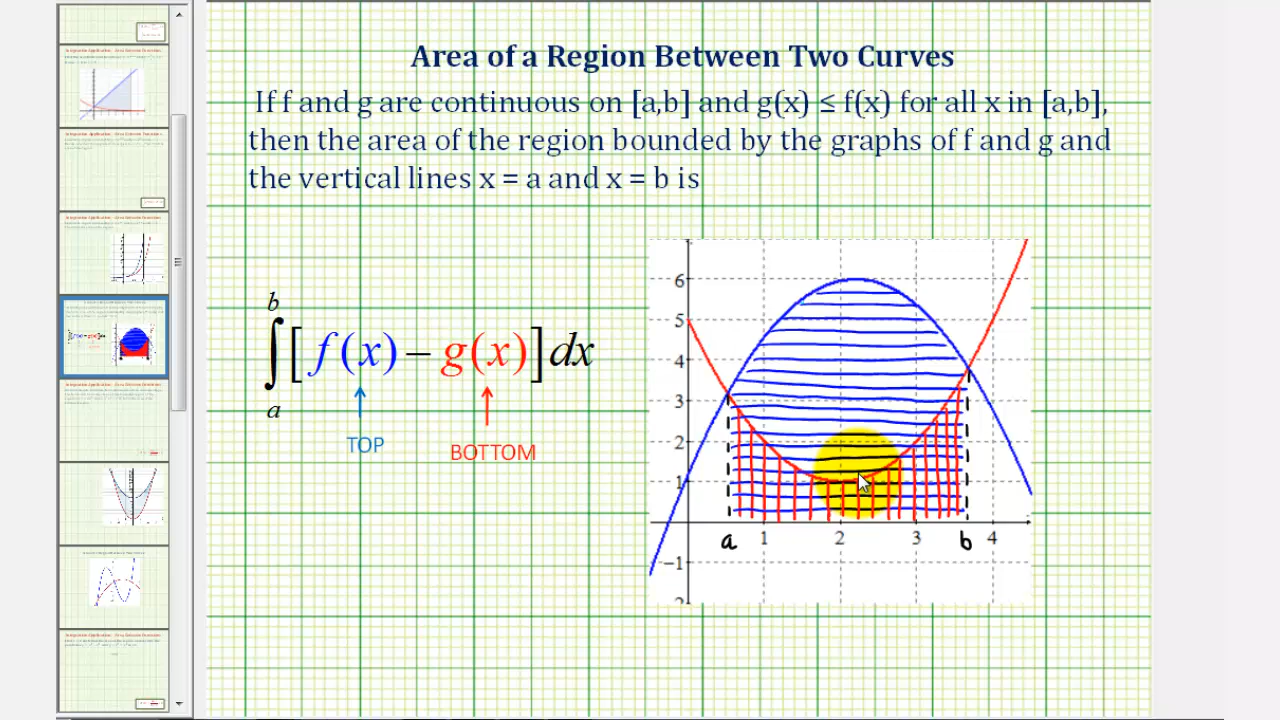 Area of a Region Between Two Curves
If f and g are continuous on [a,b] and g(x) ≤ f(x) for all x in [a,b],
then the area of the region bounded by the graphs of f and g and
the vertical lines x = a and x = b is
b
∫[f(x) − g(x)]dx
a
TOP
BOTTOM
6
5
4
3
2
1
−1
a 1 2 3 b 4